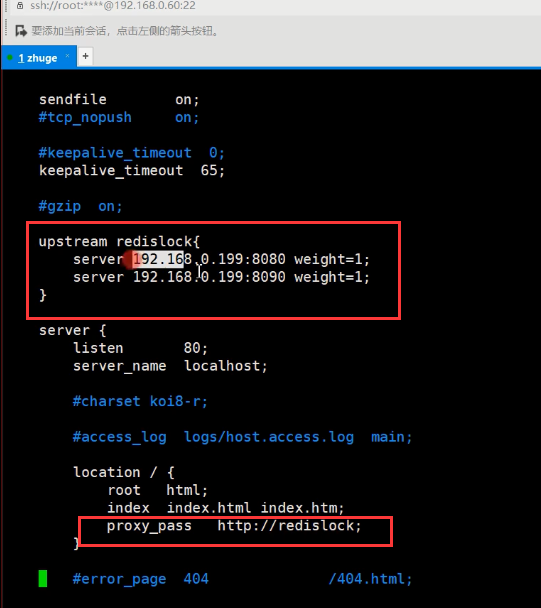 ssh://root:****@192.168.0.60:22
要添加当前会话，点击左侧的箭头按钮。
1 zhuge × +
sendfile on;
#tcp_nopush on;
#keepalive_timeout 0;
keepalive_timeout 65;
#gzip on;
upstream redislock{
server 192.168.0.199:8080 weight=1;
server 192.168.0.199:8090 weight=1;
}
server {
listen 80;
server_name localhost;
#charset koi8-r;
#access_log logs/host.access.log main;
location / {
root html;
index index.html index.htm;
proxy_pass http://redislock;
}
#error_page 404 /404.html;